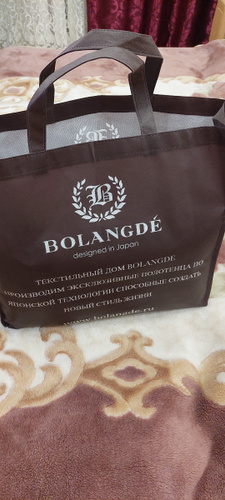 B
BOLANGDÉ
designed in Japan
ТЕКСТИЛЬНЫЙ ДОМ BOLANGDE
ПРОИЗВОДИМ ЭКСКЛЮЗИВНЫЕ ПОЛОТЕНЦА ПО
ЯПОНСКОЙ ТЕХНОЛОГИИ СПОСОБНЫЕ СОЗДАТЬ
НОВЫЙ СТИЛЬ ЖИЗНИ
www.bolangde.ru